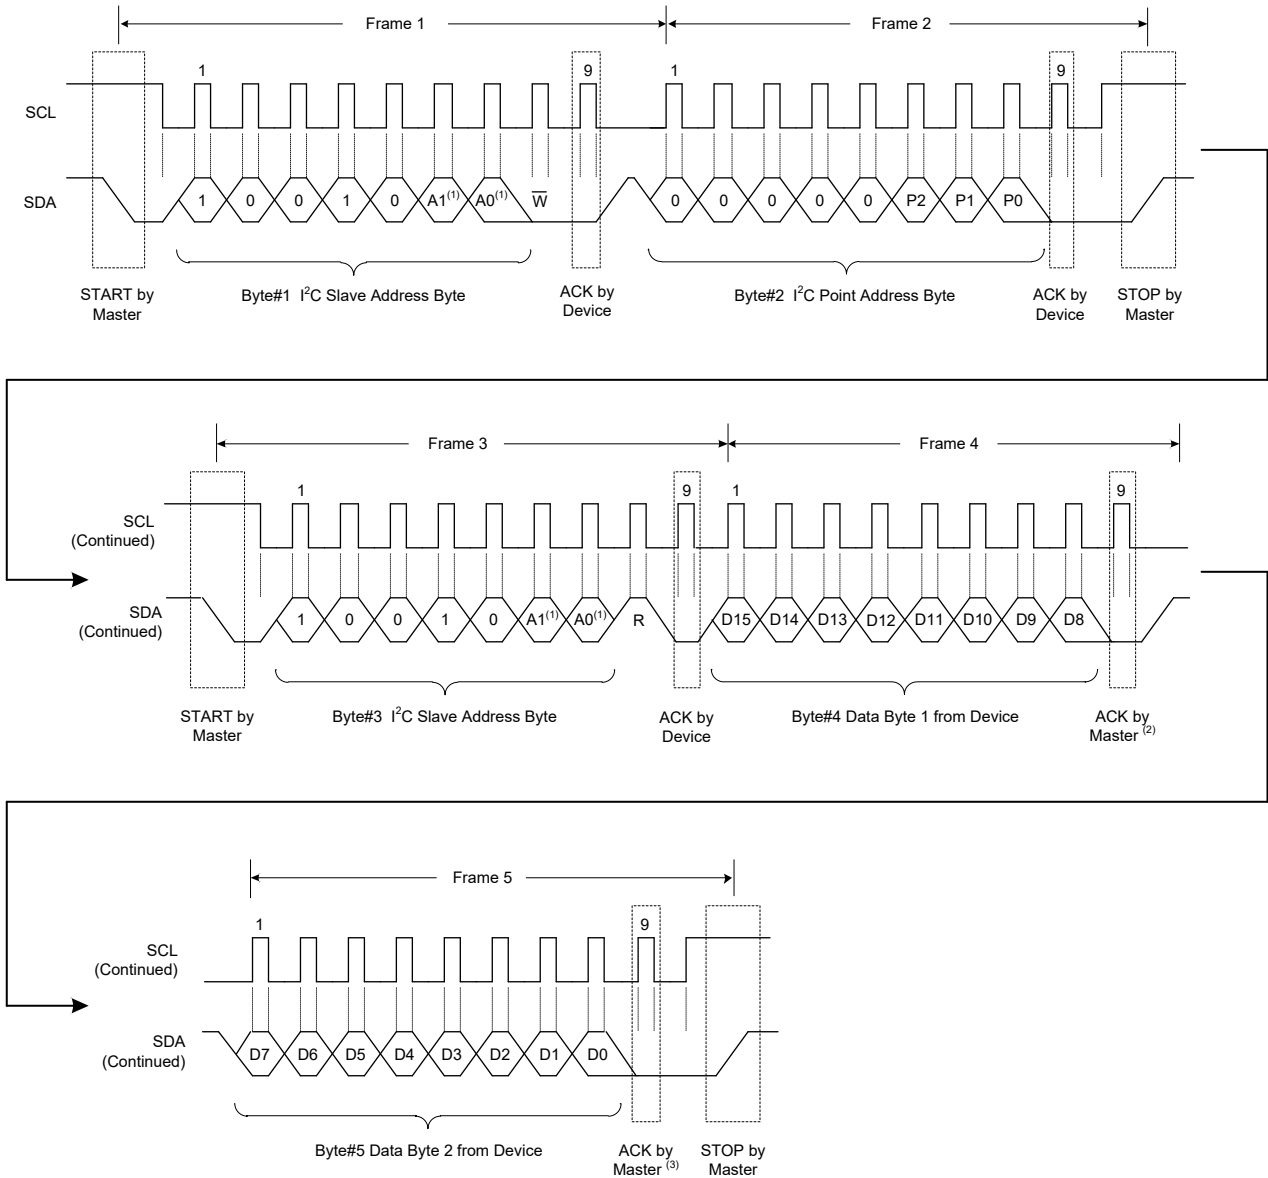 Frame 1 Frame 2
1 9 1 9
SCL
SDA 1 0 0 1 0 A1(1) A0(1) W̅ 0 0 0 0 0 P2 P1 P0
START by Master
Byte#1 I²C Slave Address Byte
ACK by Device
Byte#2 I²C Point Address Byte
ACK by Device
STOP by Master
Frame 3 Frame 4
1 9 1 9
SCL (Continued)
SDA (Continued) 1 0 0 1 0 A1(1) A0(1) R D15 D14 D13 D12 D11 D10 D9 D8
START by Master
Byte#3 I²C Slave Address Byte
ACK by Device
Byte#4 Data Byte 1 from Device
ACK by Master (2)
Frame 5
1 9
SCL (Continued)
SDA (Continued) D7 D6 D5 D4 D3 D2 D1 D0
Byte#5 Data Byte 2 from Device
ACK by Master (3)
STOP by Master